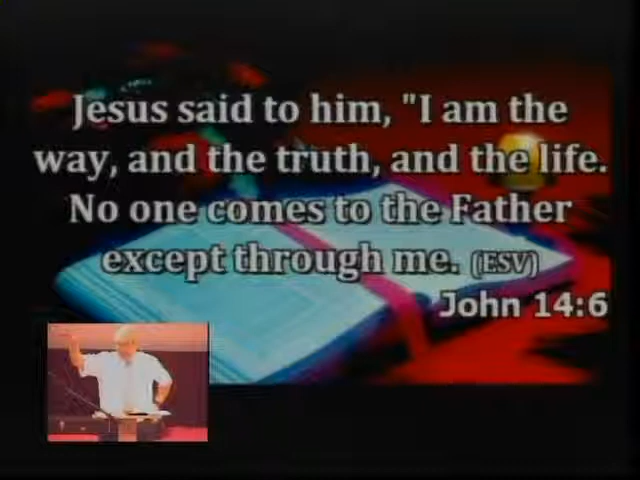 Jesus said to him, "I am the
way, and the truth, and the life.
No one comes to the Father
except through me. (ESV)
John 14:6